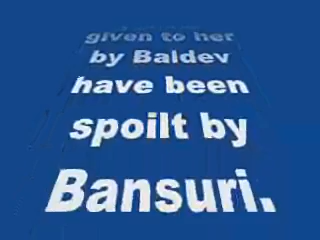 given to her
by Baldev
have been
spoilt by
Bansuri.